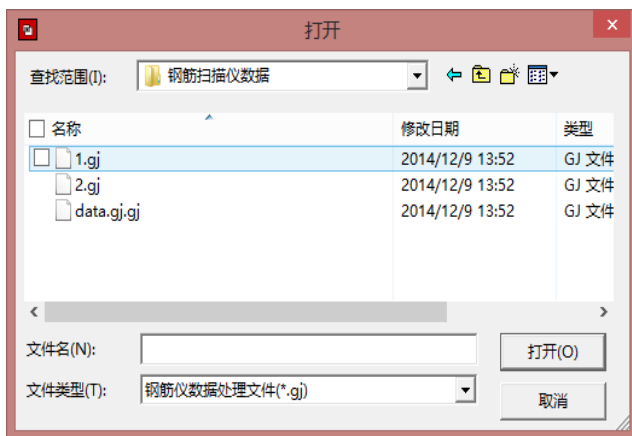 打开
查找范围(I): 钢筋扫描仪数据
名称 修改日期 类型
1.gj 2014/12/9 13:52 GJ 文件
2.gj 2014/12/9 13:52 GJ 文件
data.gj.gj 2014/12/9 13:52 GJ 文件
文件名(N): 打开(O)
文件类型(T): 钢筋仪数据处理文件(*.gj) 取消